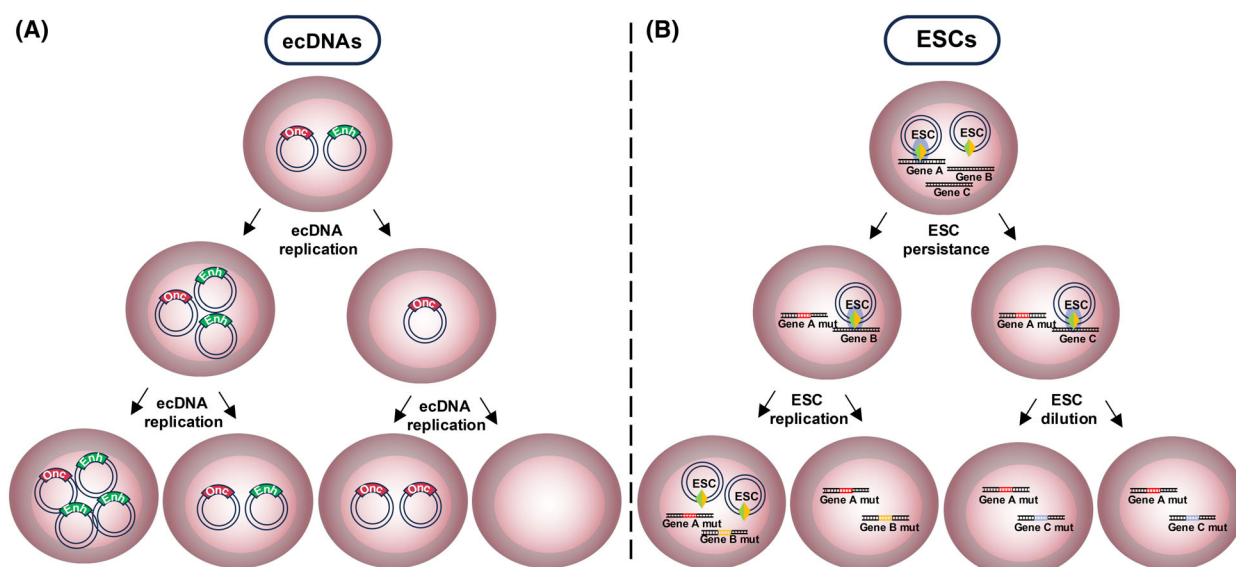 (A)
ecDNAs
Onc
Enh
ecDNA
replication
Enh
Onc
Enh
Onc
ecDNA
replication
ecDNA
replication
Enh
Onc
Enh
Enh
Onc
Enh
Onc
Onc
(B)
ESCs
ESC
ESC
Gene A
Gene B
Gene C
ESC
persistance
ESC
Gene A mut
Gene B
ESC
Gene A mut
Gene C
ESC
replication
ESC
dilution
ESC
ESC
Gene A mut
Gene B mut
Gene A mut
Gene B mut
Gene A mut
Gene C mut
Gene A mut
Gene C mut